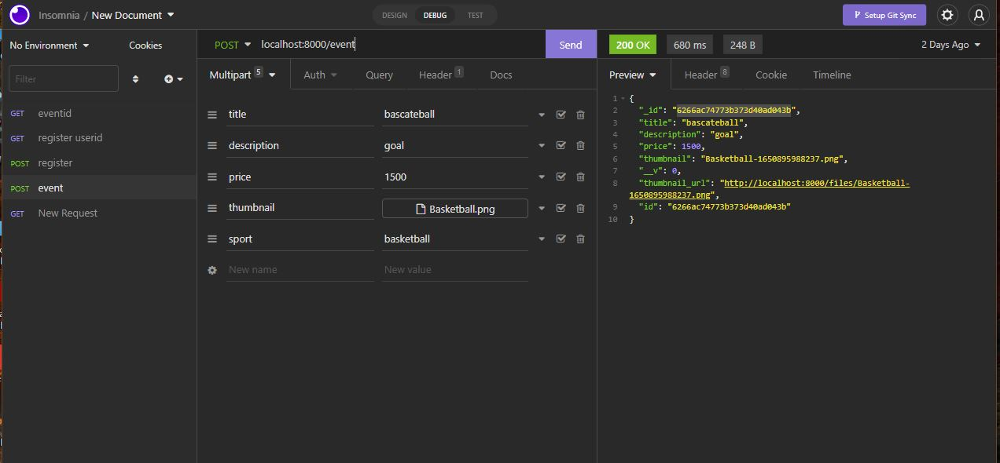 Insomnia / New Document
DESIGN DEBUG TEST
Setup Git Sync
No Environment Cookies
Filter
GET eventid
GET register userid
POST register
POST event
GET New Request
POST localhost:8000/event Send
Multipart 5 Auth Query Header 1 Docs
title bascateball
description goal
price 1500
thumbnail Basketball.png
sport basketball
New name New value
200 OK 680 ms 248 B 2 Days Ago
Preview Header 8 Cookie Timeline
1 {
2 "_id": "6266ac74773b373d40ad043b",
3 "title": "bascateball",
4 "description": "goal",
5 "price": 1500,
6 "thumbnail": "Basketball-1650895988237.png",
7 "__v": 0,
8 "thumbnail_url": "http://localhost:8000/files/Basketball-
1650895988237.png",
9 "id": "6266ac74773b373d40ad043b"
10 }